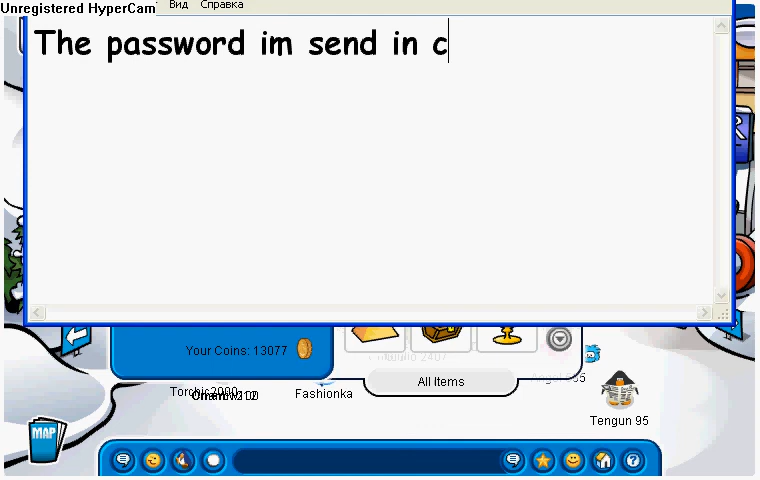 Unregistered HyperCam
Вид Справка
The password im send in c
Your Coins: 13077
All Items
Fashionka
Tengun 95
MAP